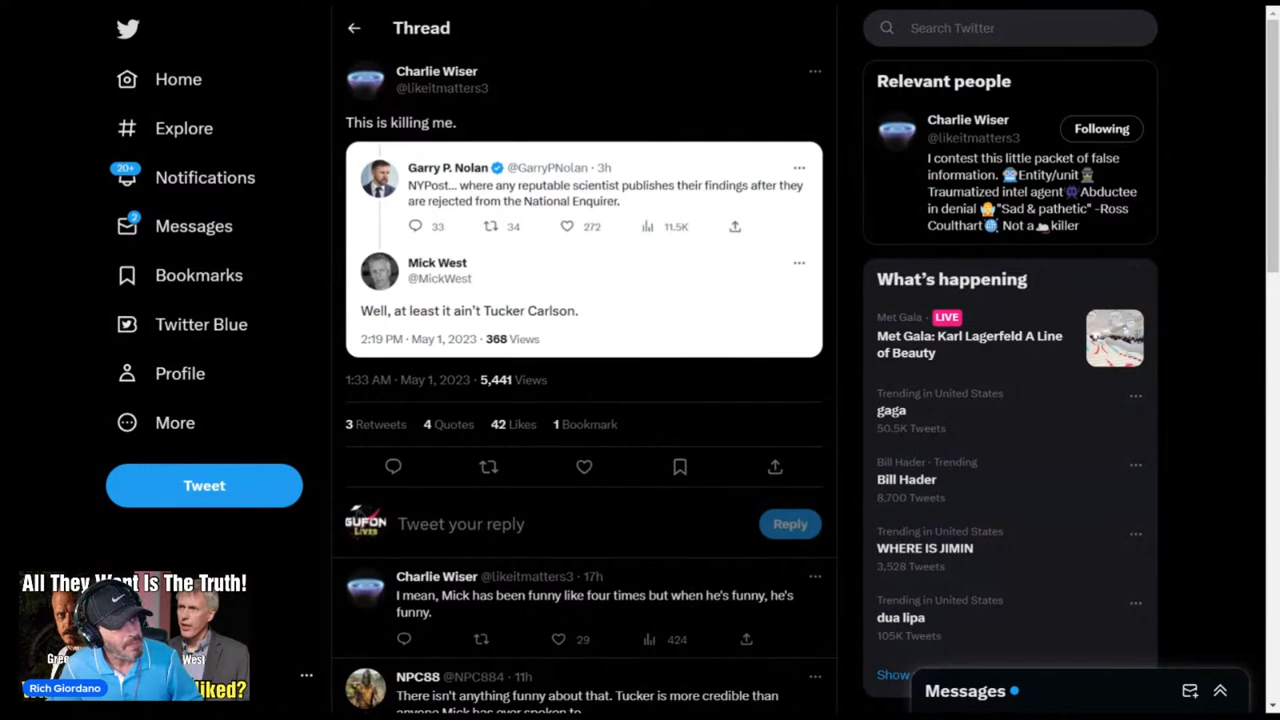 Home
Explore
20+
Notifications
2
Messages
Bookmarks
Twitter Blue
Profile
More
Tweet
Thread
Charlie Wiser
@likeitmatters3
This is killing me.
Garry P. Nolan @GarryPNolan · 3h
NYPost... where any reputable scientist publishes their findings after they
are rejected from the National Enquirer.
33 34 272 11.5K
Mick West
@MickWest
Well, at least it ain't Tucker Carlson.
2:19 PM · May 1, 2023 · 368 Views
1:33 AM · May 1, 2023 · 5,441 Views
3 Retweets 4 Quotes 42 Likes 1 Bookmark
GUFON
LIVES
Tweet your reply
Reply
Charlie Wiser @likeitmatters3 · 17h
I mean, Mick has been funny like four times but when he's funny, he's
funny.
29 424
NPC88 @NPC884 · 11h
There isn't anything funny about that. Tucker is more credible than
anyone Mick has ever spoken to
Search Twitter
Relevant people
Charlie Wiser
@likeitmatters3
Following
I contest this little packet of false
information. Entity/unit
Traumatized intel agent Abductee
in denial "Sad & pathetic" -Ross
Coulthart Not a killer
What's happening
Met Gala · LIVE
Met Gala: Karl Lagerfeld A Line
of Beauty
Trending in United States
gaga
50.5K Tweets
Bill Hader · Trending
Bill Hader
8,700 Tweets
Trending in United States
WHERE IS JIMIN
3,528 Tweets
Trending in United States
dua lipa
105K Tweets
Show
Messages
All They Want Is The Truth!
Gree
West
iked?
Rich Giordano